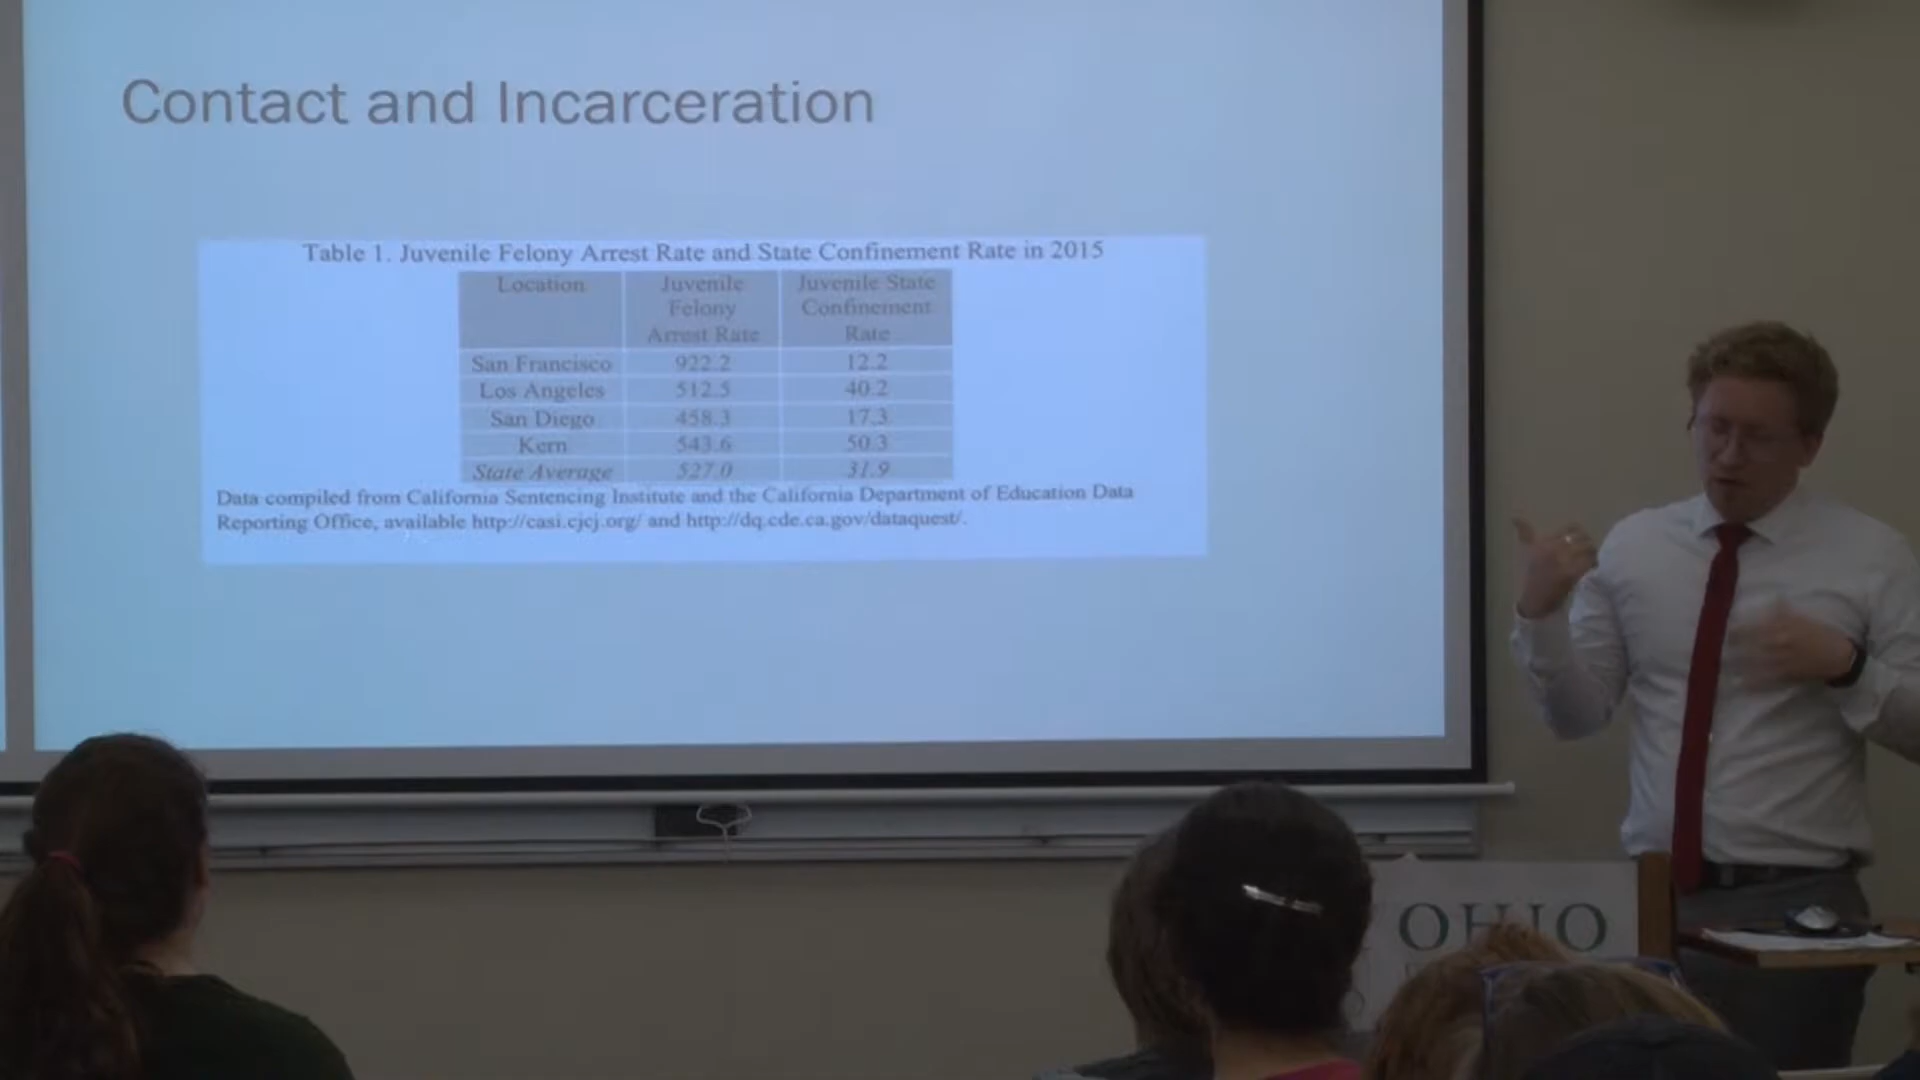 Contact and Incarceration
Table 1. Juvenile Felony Arrest Rate and State Confinement Rate in 2015
Location Juvenile Felony Arrest Rate Juvenile State Confinement Rate
San Francisco 922.2 12.2
Los Angeles 512.5 40.2
San Diego 458.3 17.3
Kern 543.6 50.3
State Average 527.0 31.9
Data compiled from California Sentencing Institute and the California Department of Education Data
Reporting Office, available http://casi.cjcj.org/ and http://dq.cde.ca.gov/dataquest/.
OHIO